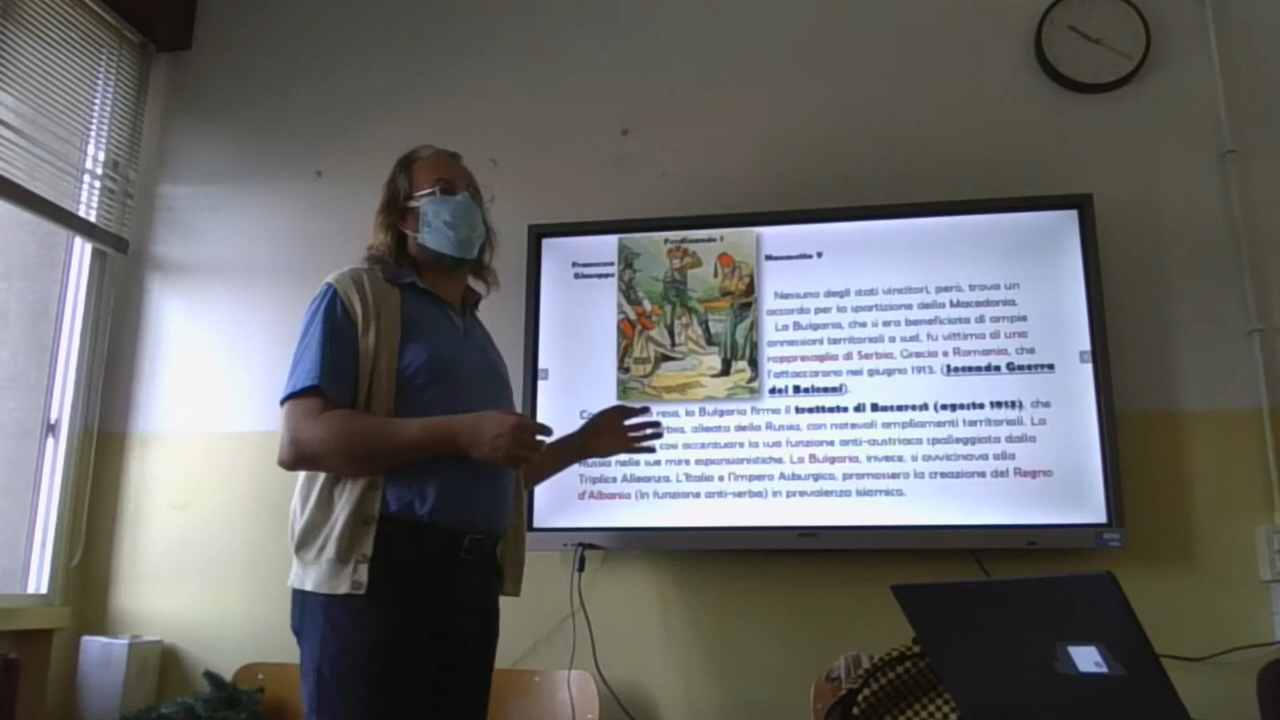 Ferdinando I
Francesco
Giuseppe
Maometto V
Nessuno degli stati vincitori, però, trova un
accordo per la spartizione della Macedonia.
La Bulgaria, che si era beneficiata di ampie
annessioni territoriali a sud, fu vittima di una
rappresaglia di Serbia, Grecia e Romania, che
l'attaccarono nel giugno 1913. (Seconda Guerra
dei Balcani).
resa, la Bulgaria firma il trattato di Bucarest (agosto 1913), che
alleata della Russia, con notevoli ampliamenti territoriali. La
così accentuare la sua funzione anti-austriaca spalleggiata dalla
Russia nelle sue mire espansionistiche. La Bulgaria, invece, si avvicinava alla
Triplice Alleanza. L'Italia e l'Impero Asburgico, promossero la creazione del Regno
d'Albania (in funzione anti-serba) in prevalenza islamico.